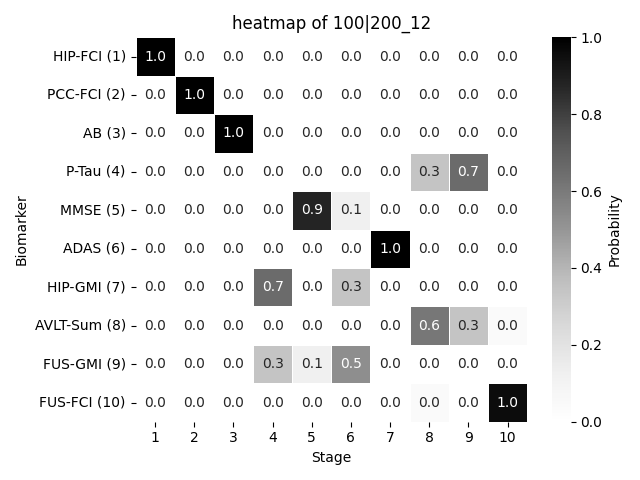 heatmap of 100|200_12
HIP-FCI (1) 1.0 0.0 0.0 0.0 0.0 0.0 0.0 0.0 0.0 0.0
PCC-FCI (2) 0.0 1.0 0.0 0.0 0.0 0.0 0.0 0.0 0.0 0.0
AB (3) 0.0 0.0 1.0 0.0 0.0 0.0 0.0 0.0 0.0 0.0
P-Tau (4) 0.0 0.0 0.0 0.0 0.0 0.0 0.0 0.3 0.7 0.0
MMSE (5) 0.0 0.0 0.0 0.0 0.9 0.1 0.0 0.0 0.0 0.0
ADAS (6) 0.0 0.0 0.0 0.0 0.0 0.0 1.0 0.0 0.0 0.0
HIP-GMI (7) 0.0 0.0 0.0 0.7 0.0 0.3 0.0 0.0 0.0 0.0
AVLT-Sum (8) 0.0 0.0 0.0 0.0 0.0 0.0 0.0 0.6 0.3 0.0
FUS-GMI (9) 0.0 0.0 0.0 0.3 0.1 0.5 0.0 0.0 0.0 0.0
FUS-FCI (10) 0.0 0.0 0.0 0.0 0.0 0.0 0.0 0.0 0.0 1.0
1 2 3 4 5 6 7 8 9 10
Stage
Biomarker
1.0
0.8
0.6
0.4
0.2
0.0
Probability